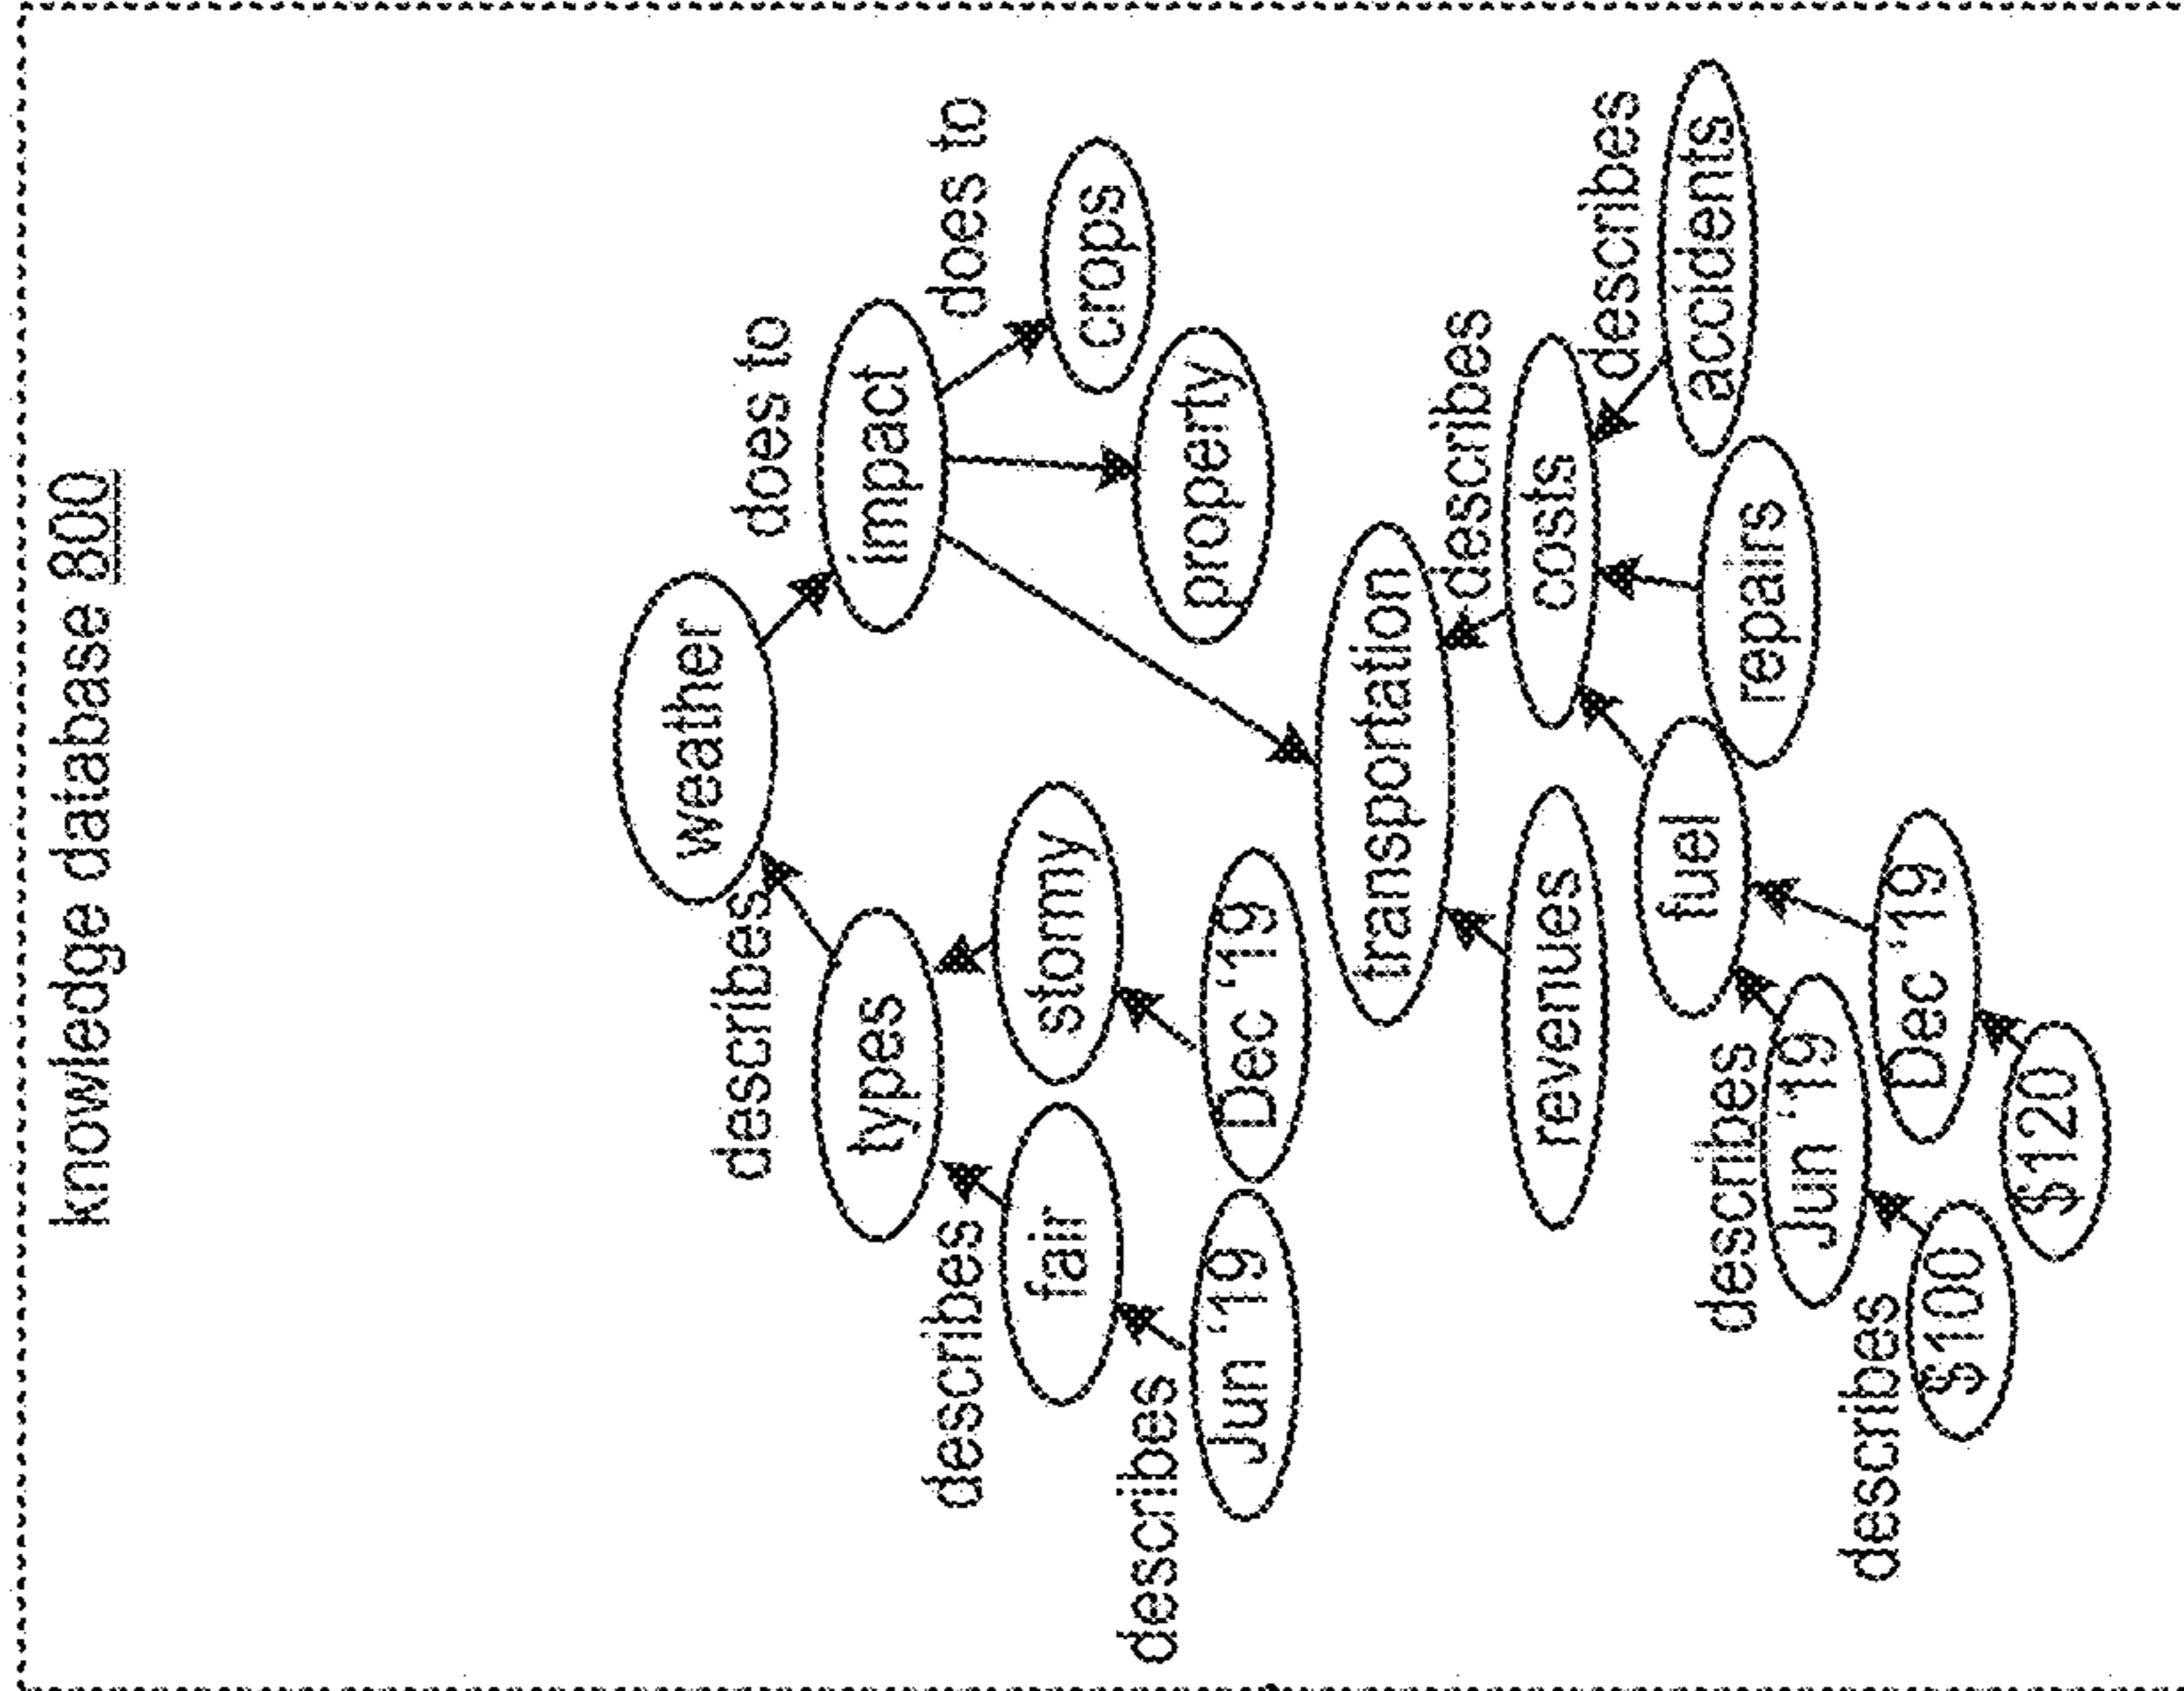 knowledge database 800
weather
describes
does to
types
impact
describes
does to
fair
stormy
crops
describes
Jun '19
Dec '19
property
transportation
describes
revenues
costs
describes
fuel
repairs
accidents
describes
Jun '19
Dec '19
describes
$100
$120